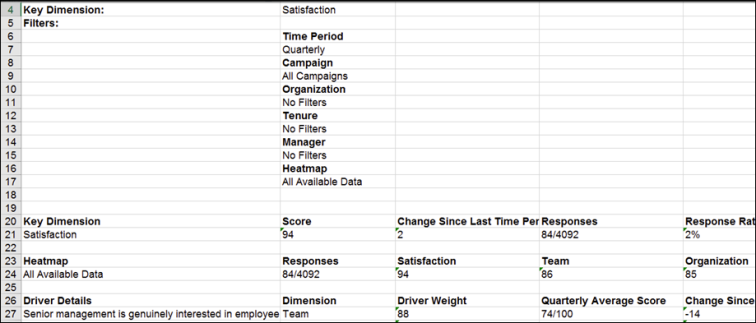 4 Key Dimension: Satisfaction
5 Filters:
6 Time Period
7 Quarterly
8 Campaign
9 All Campaigns
10 Organization
11 No Filters
12 Tenure
13 No Filters
14 Manager
15 No Filters
16 Heatmap
17 All Available Data
18
19
20 Key Dimension Score Change Since Last Time Per Responses Response Rat
21 Satisfaction 94 2 84/4092 2%
22
23 Heatmap Responses Satisfaction Team Organization
24 All Available Data 84/4092 94 86 85
25
26 Driver Details Dimension Driver Weight Quarterly Average Score Change Since
27 Senior management is genuinely interested in employee Team 88 74/100 -14